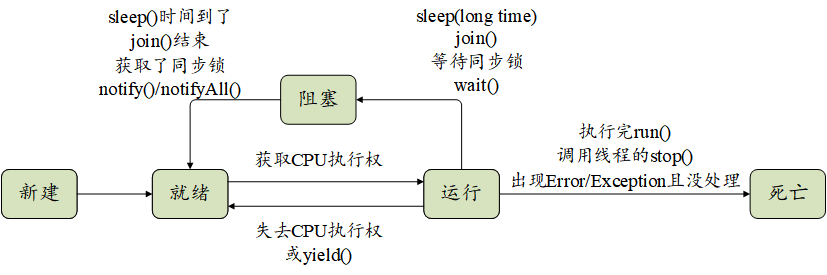 sleep()时间到了
join()结束
获取了同步锁
notify()/notifyAll()
sleep(long time)
join()
等待同步锁
wait()
阻塞
执行完run()
调用线程的stop()
出现Error/Exception且没处理
获取CPU执行权
新建
就绪
运行
死亡
失去CPU执行权
或yield()